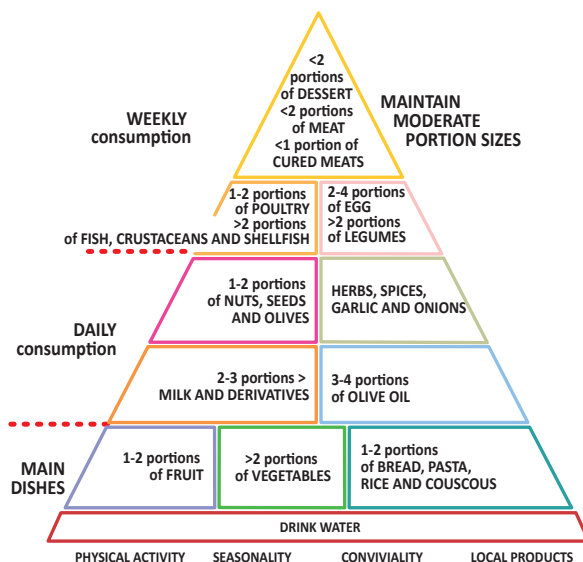 <2
portions
of DESSERT
<2 portions
of MEAT
<1 portion of
CURED MEATS
WEEKLY
consumption
MAINTAIN
MODERATE
PORTION SIZES
1-2 portions
of POULTRY
>2 portions
of FISH, CRUSTACEANS AND SHELLFISH
2-4 portions
of EGG
>2 portions
of LEGUMES
1-2 portions
of NUTS, SEEDS
AND OLIVES
HERBS, SPICES,
GARLIC AND ONIONS
DAILY
consumption
2-3 portions >
MILK AND DERIVATIVES
3-4 portions
of OLIVE OIL
MAIN
DISHES
1-2 portions
of FRUIT
>2 portions
of VEGETABLES
1-2 portions
of BREAD, PASTA,
RICE AND COUSCOUS
DRINK WATER
PHYSICAL ACTIVITY
SEASONALITY
CONVIVIALITY
LOCAL PRODUCTS